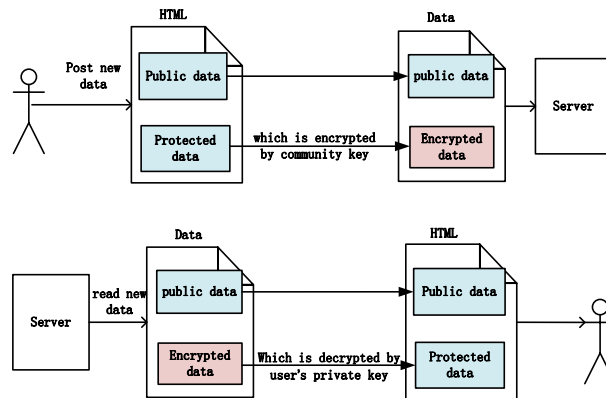 HTML
Data
Post new
data
Public data
public data
Server
Protected
data
which is encrypted
by community key
Encrypted
data
Data
HTML
Server
read new
data
public data
Public data
Encrypted
data
Which is decrypted by
user's private key
Protected
data